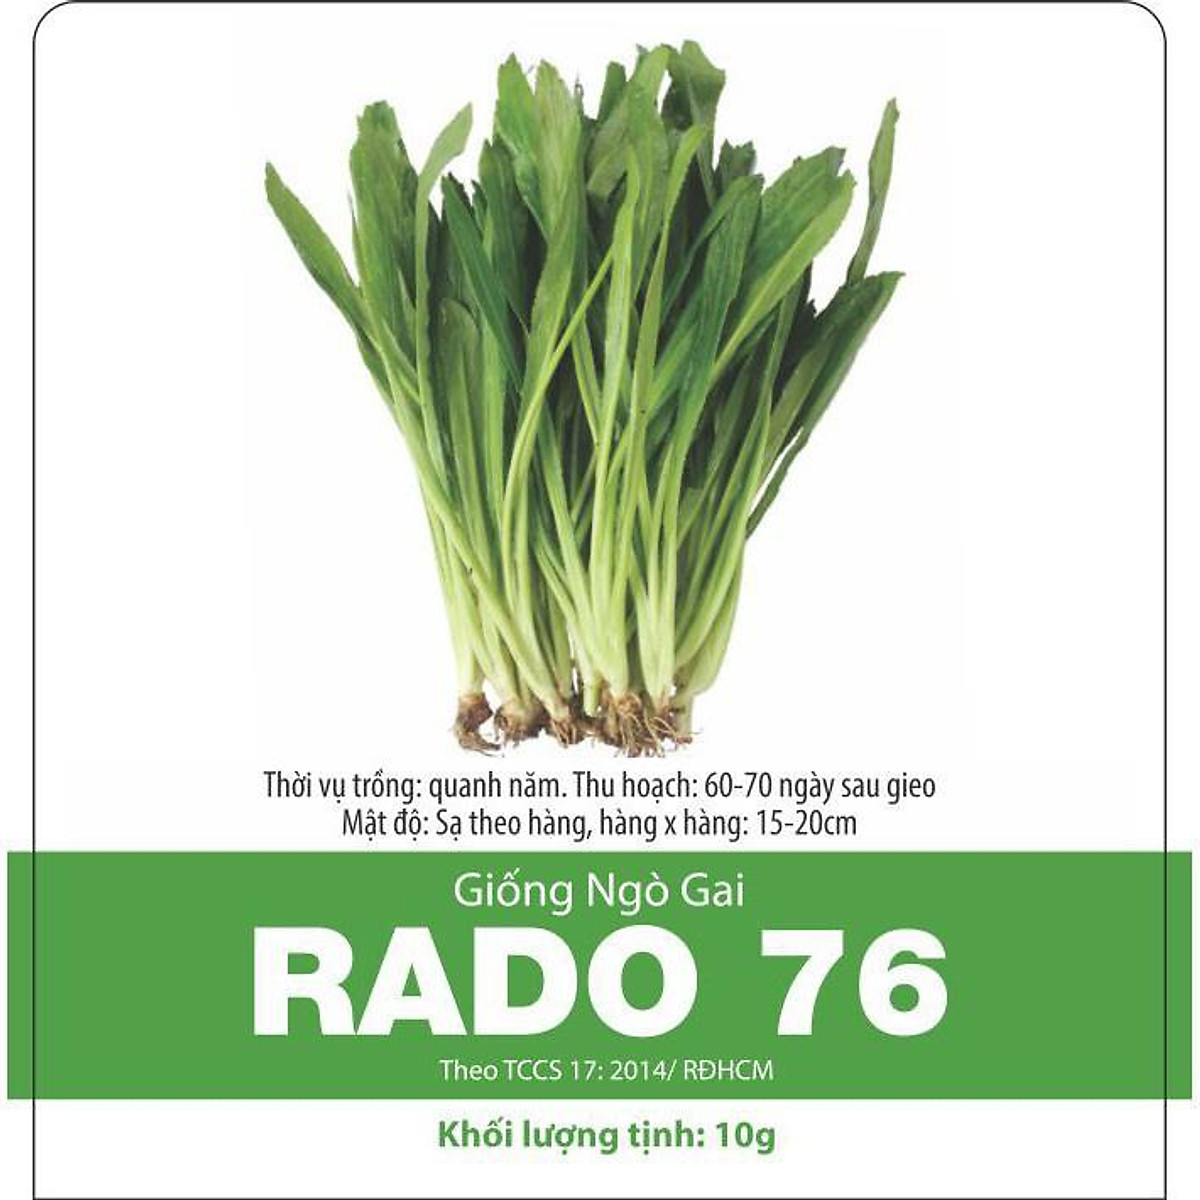 Thời vụ trồng: quanh năm. Thu hoạch: 60-70 ngày sau gieo
Mật độ: Sạ theo hàng, hàng x hàng: 15-20cm
Giống Ngò Gai
RADO 76
Theo TCCS 17: 2014/ RĐHCM
Khối lượng tịnh: 10g